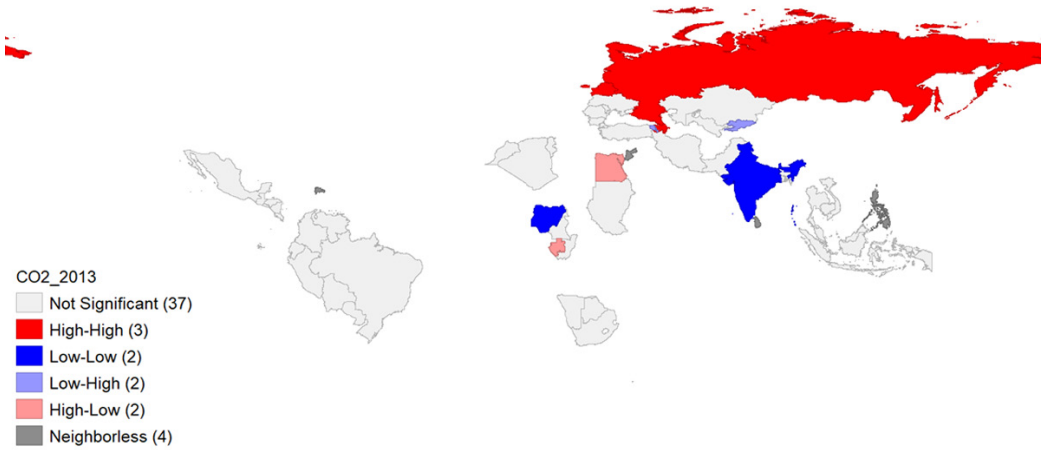 CO2_2013
Not Significant (37)
High-High (3)
Low-Low (2)
Low-High (2)
High-Low (2)
Neighborless (4)